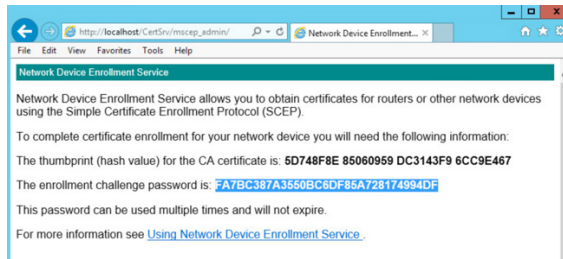 http://localhost/CertSrv/mscep_admin/
Network Device Enrollment...
File Edit View Favorites Tools Help
Network Device Enrollment Service
Network Device Enrollment Service allows you to obtain certificates for routers or other network devices
using the Simple Certificate Enrollment Protocol (SCEP).
To complete certificate enrollment for your network device you will need the following information:
The thumbprint (hash value) for the CA certificate is: 5D748F8E 85060959 DC3143F9 6CC9E467
The enrollment challenge password is: FA7BC387A3550BC6DF85A728174994DF
This password can be used multiple times and will not expire.
For more information see Using Network Device Enrollment Service .